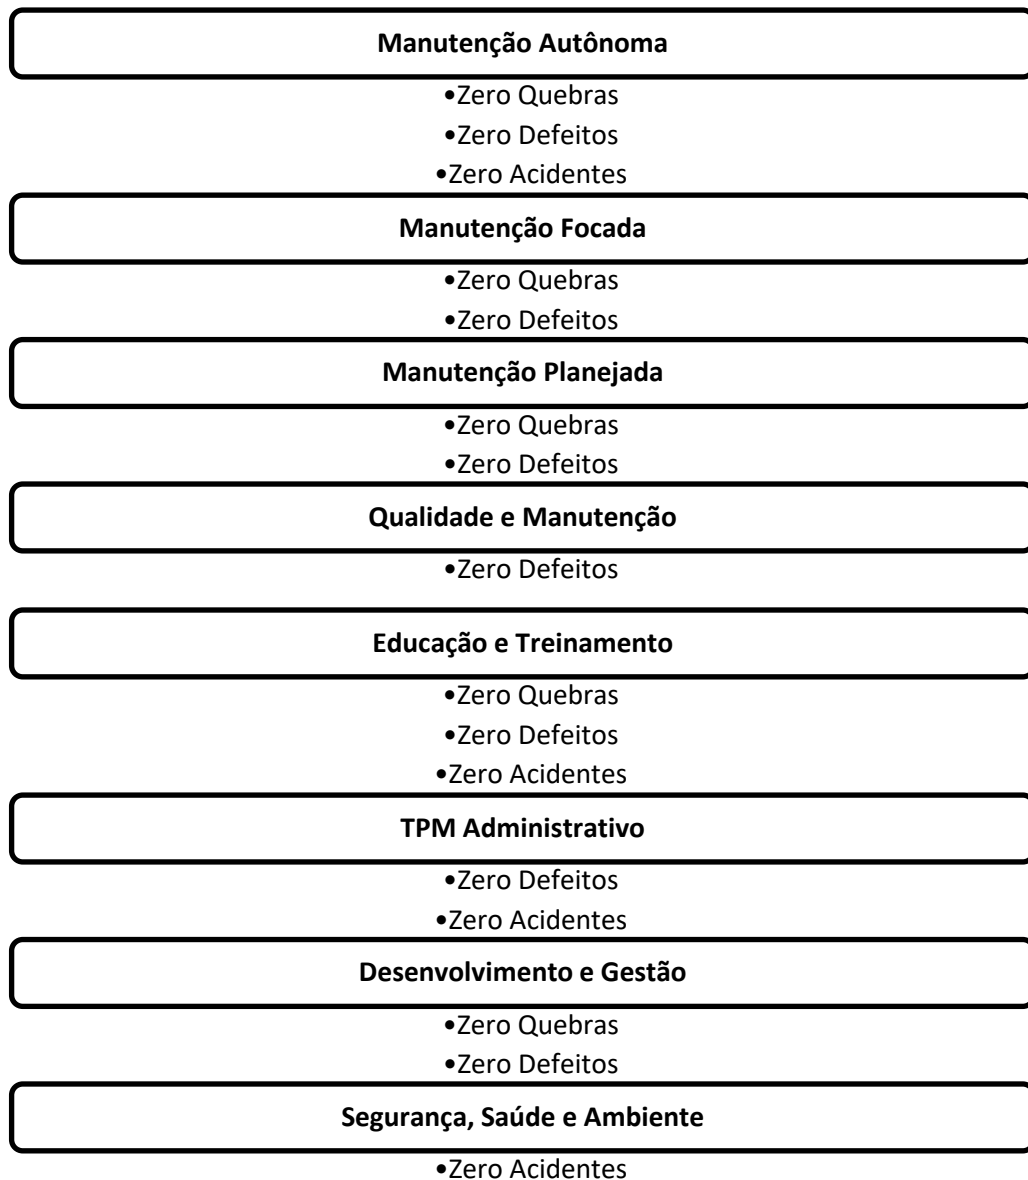 Manutenção Autônoma
•Zero Quebras
•Zero Defeitos
•Zero Acidentes
Manutenção Focada
•Zero Quebras
•Zero Defeitos
Manutenção Planejada
•Zero Quebras
•Zero Defeitos
Qualidade e Manutenção
•Zero Defeitos
Educação e Treinamento
•Zero Quebras
•Zero Defeitos
•Zero Acidentes
TPM Administrativo
•Zero Defeitos
•Zero Acidentes
Desenvolvimento e Gestão
•Zero Quebras
•Zero Defeitos
Segurança, Saúde e Ambiente
•Zero Acidentes